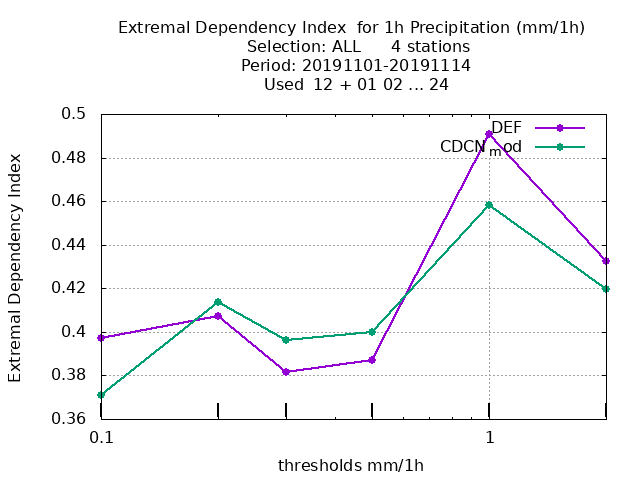 Extremal Dependency Index  for 1h Precipitation (mm/1h)
Selection: ALL      4 stations
Period: 20191101-20191114
Used  12 + 01 02 ... 24
Extremal Dependency Index
0.5
0.48
0.46
0.44
0.42
0.4
0.38
0.36
DEF
CDCNmod
0.1
1
thresholds mm/1h